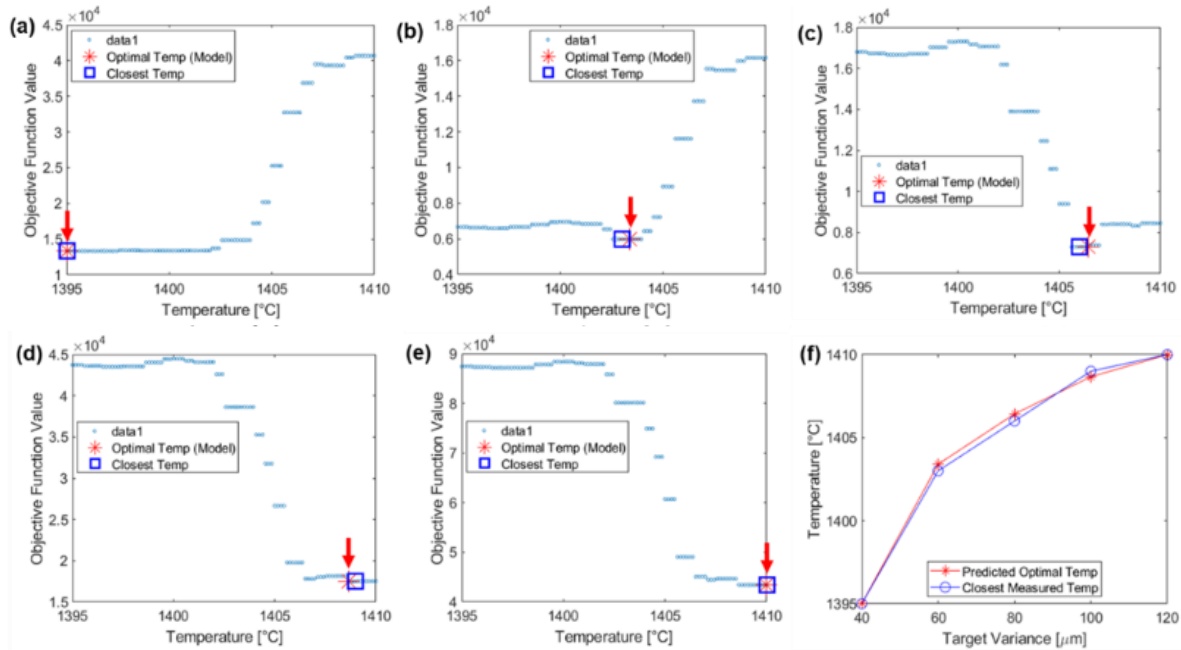 (a)
×10⁴
4.5
4
3.5
3
2.5
2
1.5
1
Objective Function Value
data1
Optimal Temp (Model)
Closest Temp
1395
1400
1405
1410
Temperature [°C]
(b)
×10⁴
1.8
1.6
1.4
1.2
1
0.8
0.6
0.4
Objective Function Value
data1
Optimal Temp (Model)
Closest Temp
1395
1400
1405
1410
Temperature [°C]
(c)
×10⁴
1.8
1.6
1.4
1.2
1
0.8
0.6
Objective Function Value
data1
Optimal Temp (Model)
Closest Temp
1395
1400
1405
1410
Temperature [°C]
(d)
×10⁴
4.5
4
3.5
3
2.5
2
1.5
Objective Function Value
data1
Optimal Temp (Model)
Closest Temp
1395
1400
1405
1410
Temperature [°C]
(e)
×10⁴
9
8
7
6
5
4
Objective Function Value
data1
Optimal Temp (Model)
Closest Temp
1395
1400
1405
1410
Temperature [°C]
(f)
1410
1405
1400
1395
Temperature [°C]
Predicted Optimal Temp
Closest Measured Temp
40
60
80
100
120
Target Variance [μm]